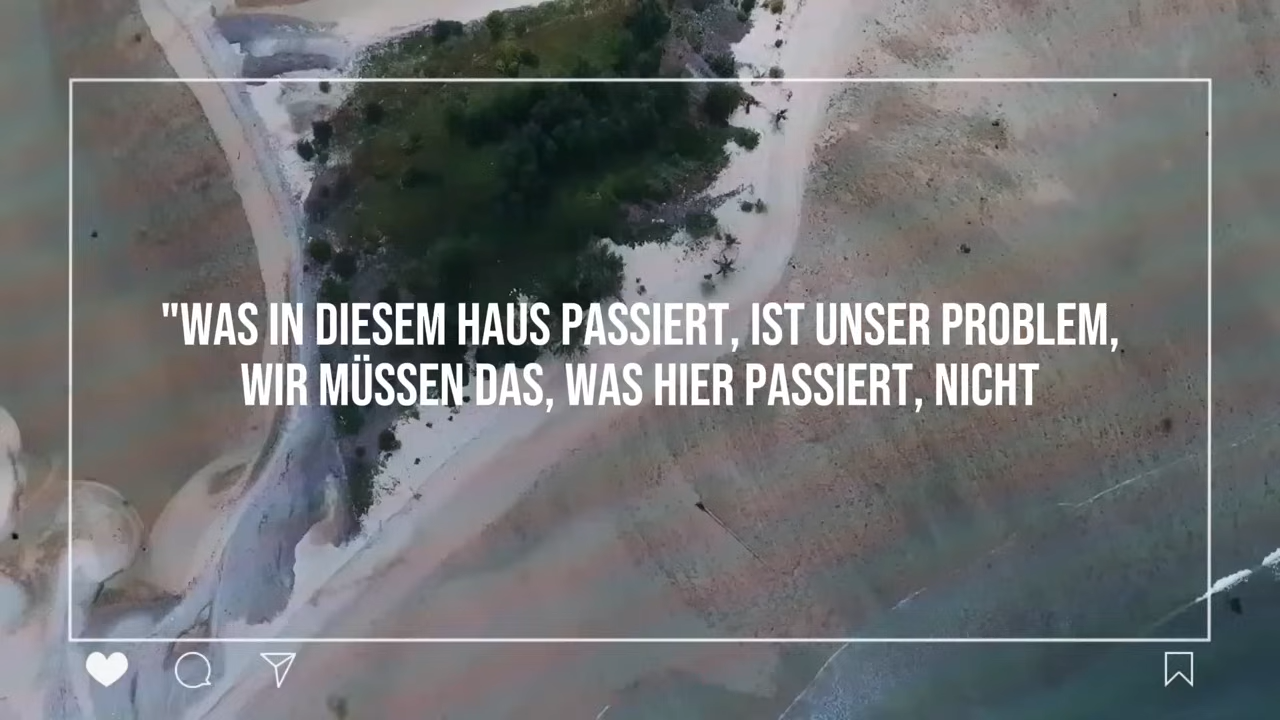 "WAS IN DIESEM HAUS PASSIERT, IST UNSER PROBLEM,
WIR MÜSSEN DAS, WAS HIER PASSIERT, NICHT